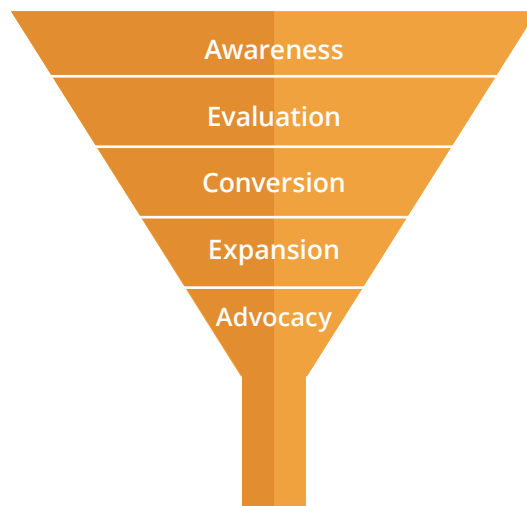 Awareness
Evaluation
Conversion
Expansion
Advocacy